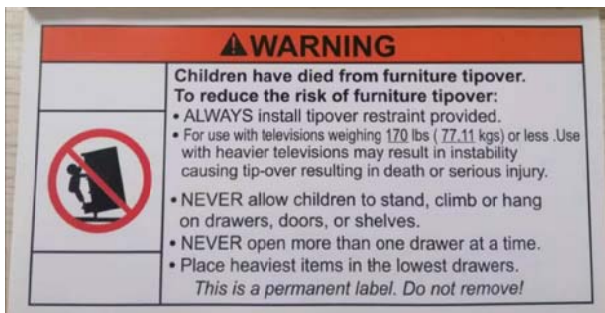 WARNING
Children have died from furniture tipover.
To reduce the risk of furniture tipover:
• ALWAYS install tipover restraint provided.
• For use with televisions weighing 170 lbs ( 77.11 kgs) or less .Use
with heavier televisions may result in instability
causing tip-over resulting in death or serious injury.
• NEVER allow children to stand, climb or hang
on drawers, doors, or shelves.
• NEVER open more than one drawer at a time.
• Place heaviest items in the lowest drawers.
This is a permanent label. Do not remove!